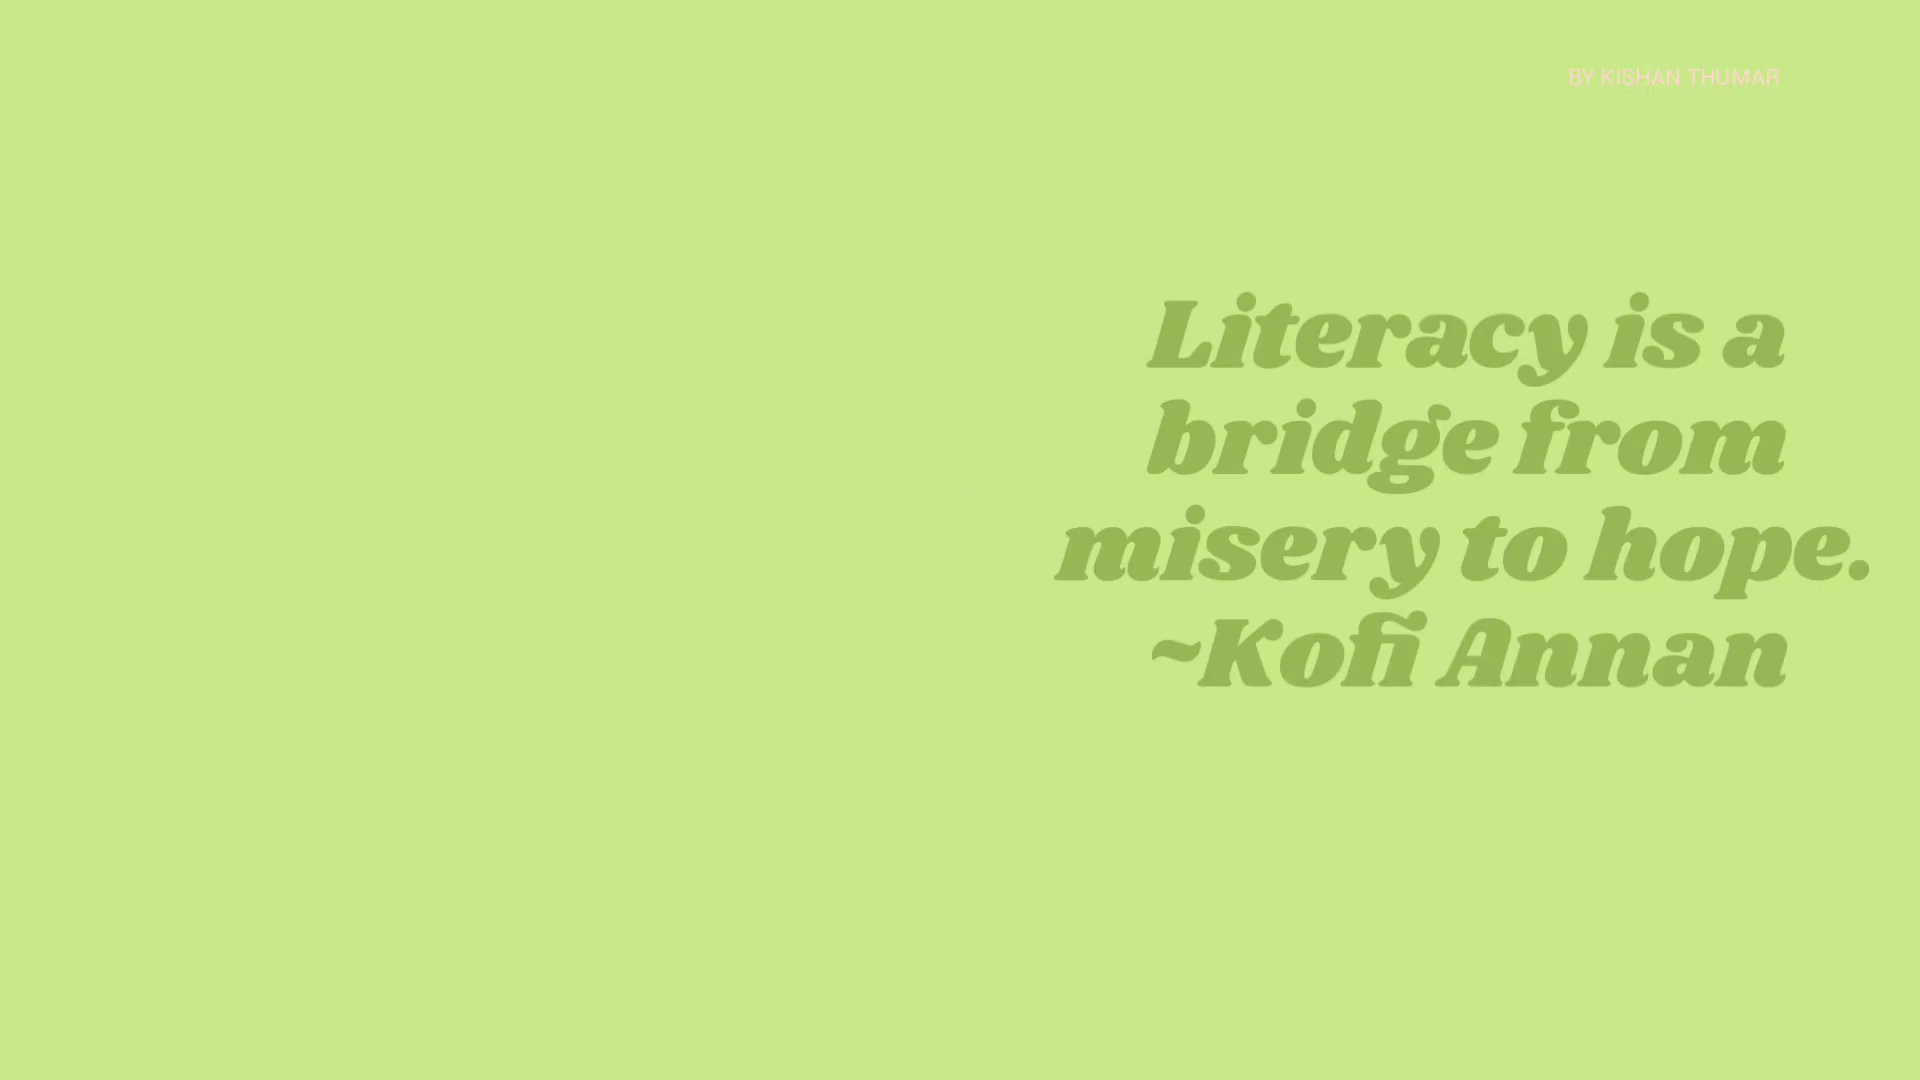 BY KISHAN THUMAR
Literacy is a
bridge from
misery to hope.
~Kofi Annan